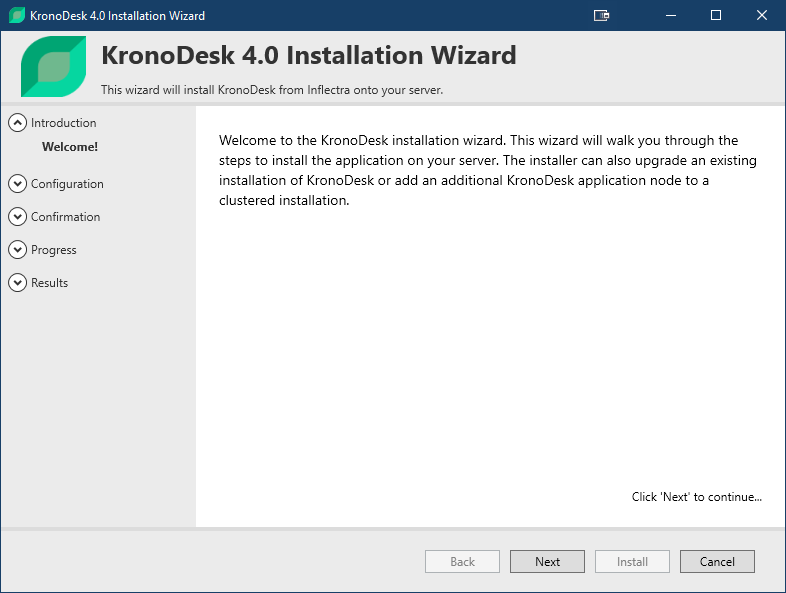 KronoDesk 4.0 Installation Wizard
KronoDesk 4.0 Installation Wizard
This wizard will install KronoDesk from Inflectra onto your server.
Introduction
Welcome!
Configuration
Confirmation
Progress
Results
Welcome to the KronoDesk installation wizard. This wizard will walk you through the
steps to install the application on your server. The installer can also upgrade an existing
installation of KronoDesk or add an additional KronoDesk application node to a
clustered installation.
Click 'Next' to continue...
Back Next Install Cancel